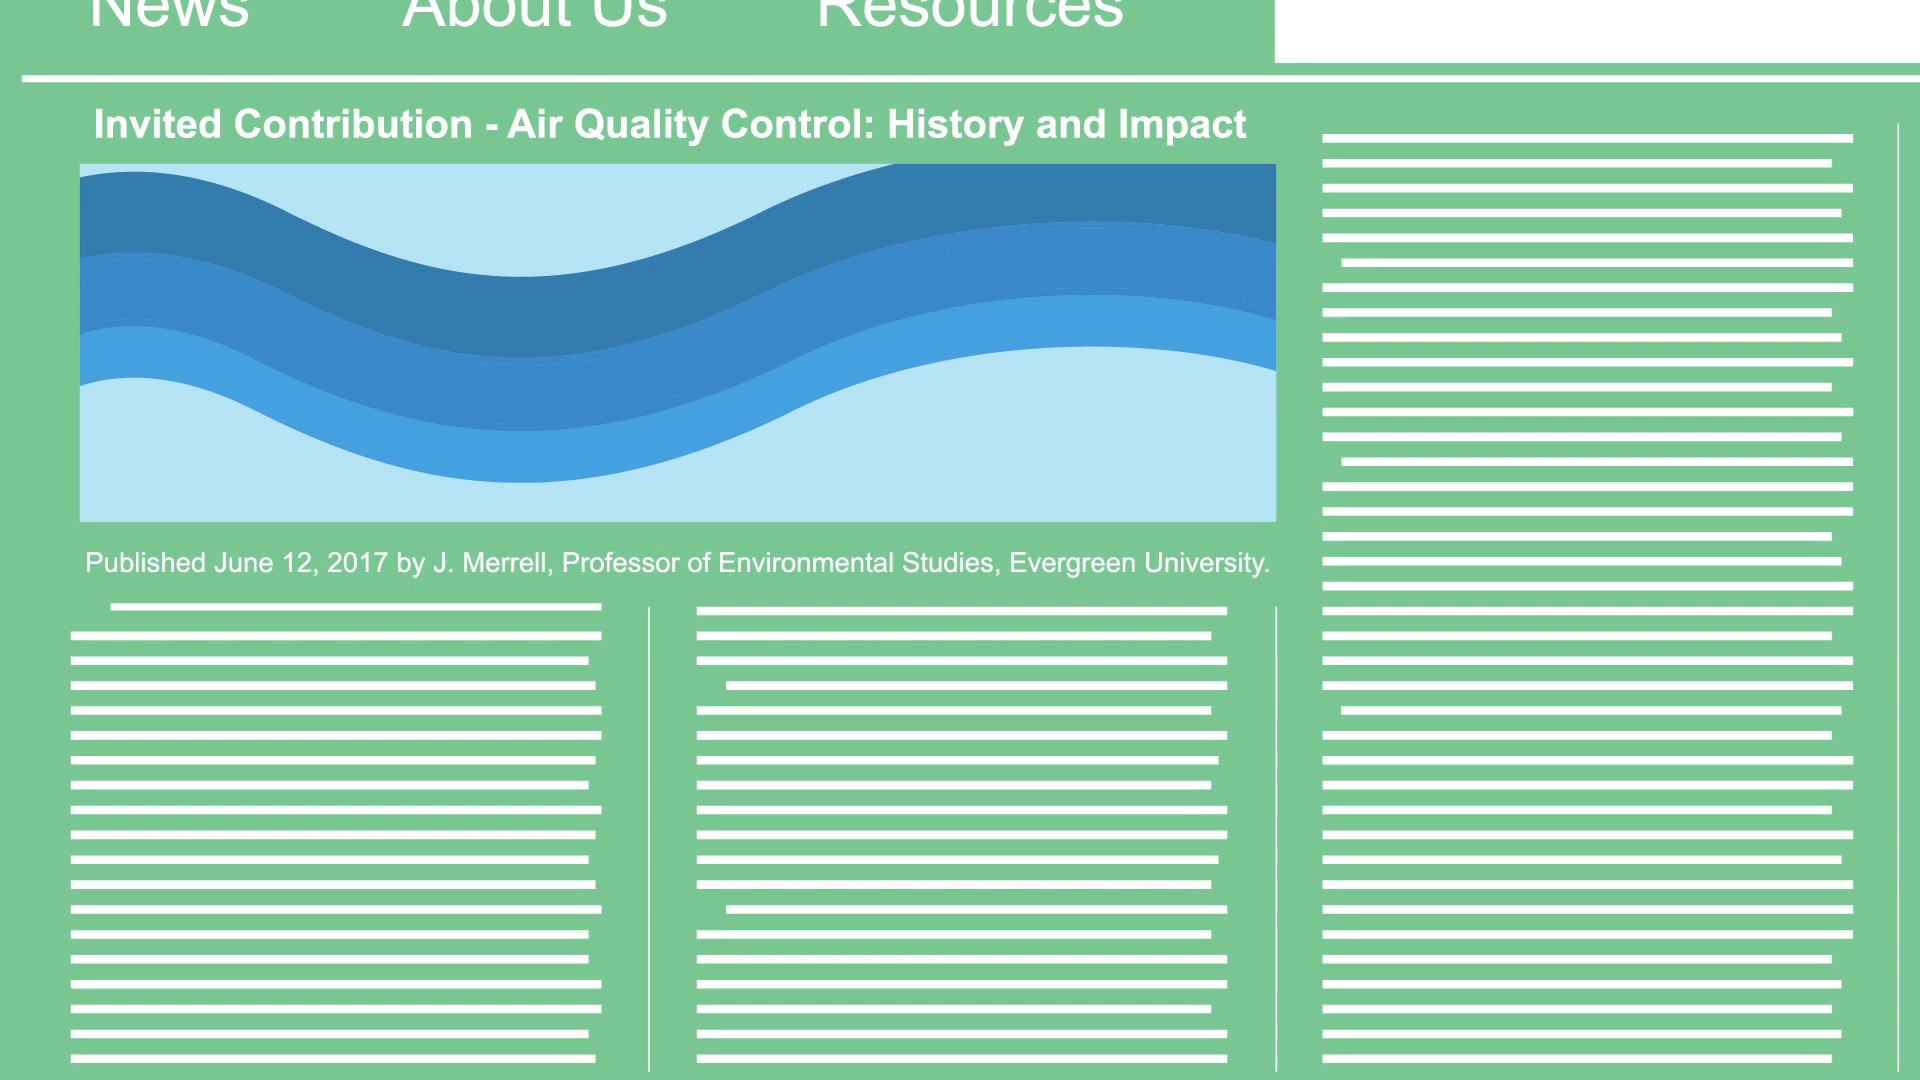 News About Us Resources
Invited Contribution - Air Quality Control: History and Impact
Published June 12, 2017 by J. Merrell, Professor of Environmental Studies, Evergreen University.